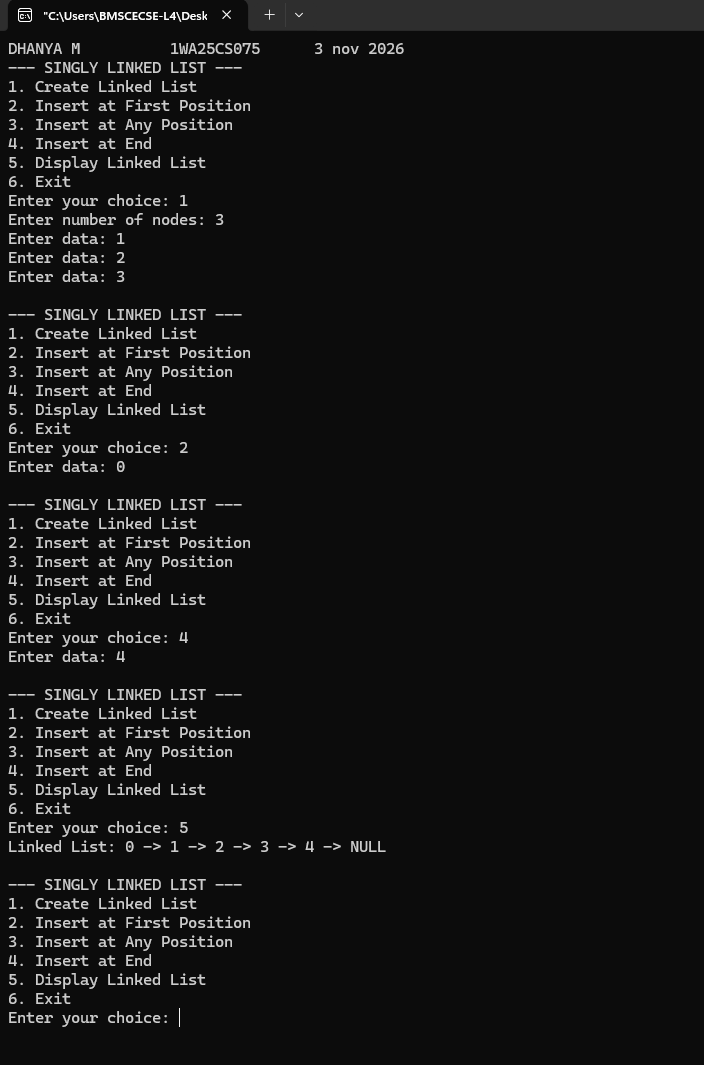 "C:\Users\BMSCECSE-L4\Desk
DHANYA M 1WA25CS075 3 nov 2026
--- SINGLY LINKED LIST ---
1. Create Linked List
2. Insert at First Position
3. Insert at Any Position
4. Insert at End
5. Display Linked List
6. Exit
Enter your choice: 1
Enter number of nodes: 3
Enter data: 1
Enter data: 2
Enter data: 3
--- SINGLY LINKED LIST ---
1. Create Linked List
2. Insert at First Position
3. Insert at Any Position
4. Insert at End
5. Display Linked List
6. Exit
Enter your choice: 2
Enter data: 0
--- SINGLY LINKED LIST ---
1. Create Linked List
2. Insert at First Position
3. Insert at Any Position
4. Insert at End
5. Display Linked List
6. Exit
Enter your choice: 4
Enter data: 4
--- SINGLY LINKED LIST ---
1. Create Linked List
2. Insert at First Position
3. Insert at Any Position
4. Insert at End
5. Display Linked List
6. Exit
Enter your choice: 5
Linked List: 0 -> 1 -> 2 -> 3 -> 4 -> NULL
--- SINGLY LINKED LIST ---
1. Create Linked List
2. Insert at First Position
3. Insert at Any Position
4. Insert at End
5. Display Linked List
6. Exit
Enter your choice: